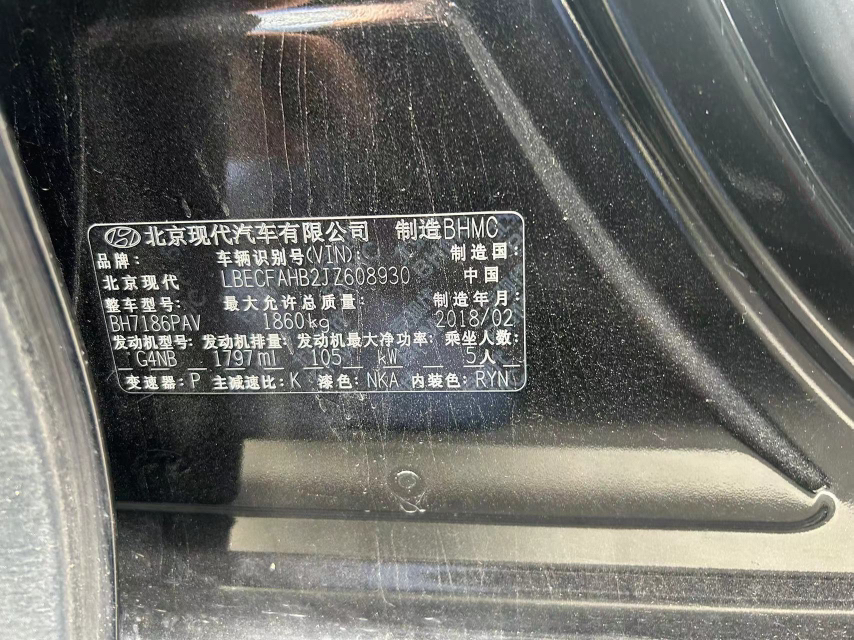 北京现代汽车有限公司 制造BHMC
品牌: 车辆识别号(VIN): 制造国:
北京现代 LBECFAHB2JZ608930 中国
整车型号: 最大允许总质量: 制造年月:
BH7186PAV 1860kg 2018/02
发动机型号: 发动机排量: 发动机最大净功率: 乘坐人数:
G4NB 1797ml 105 kW 5人
变速器: P 主减速比: K 漆色: NKA 内装色: RYN